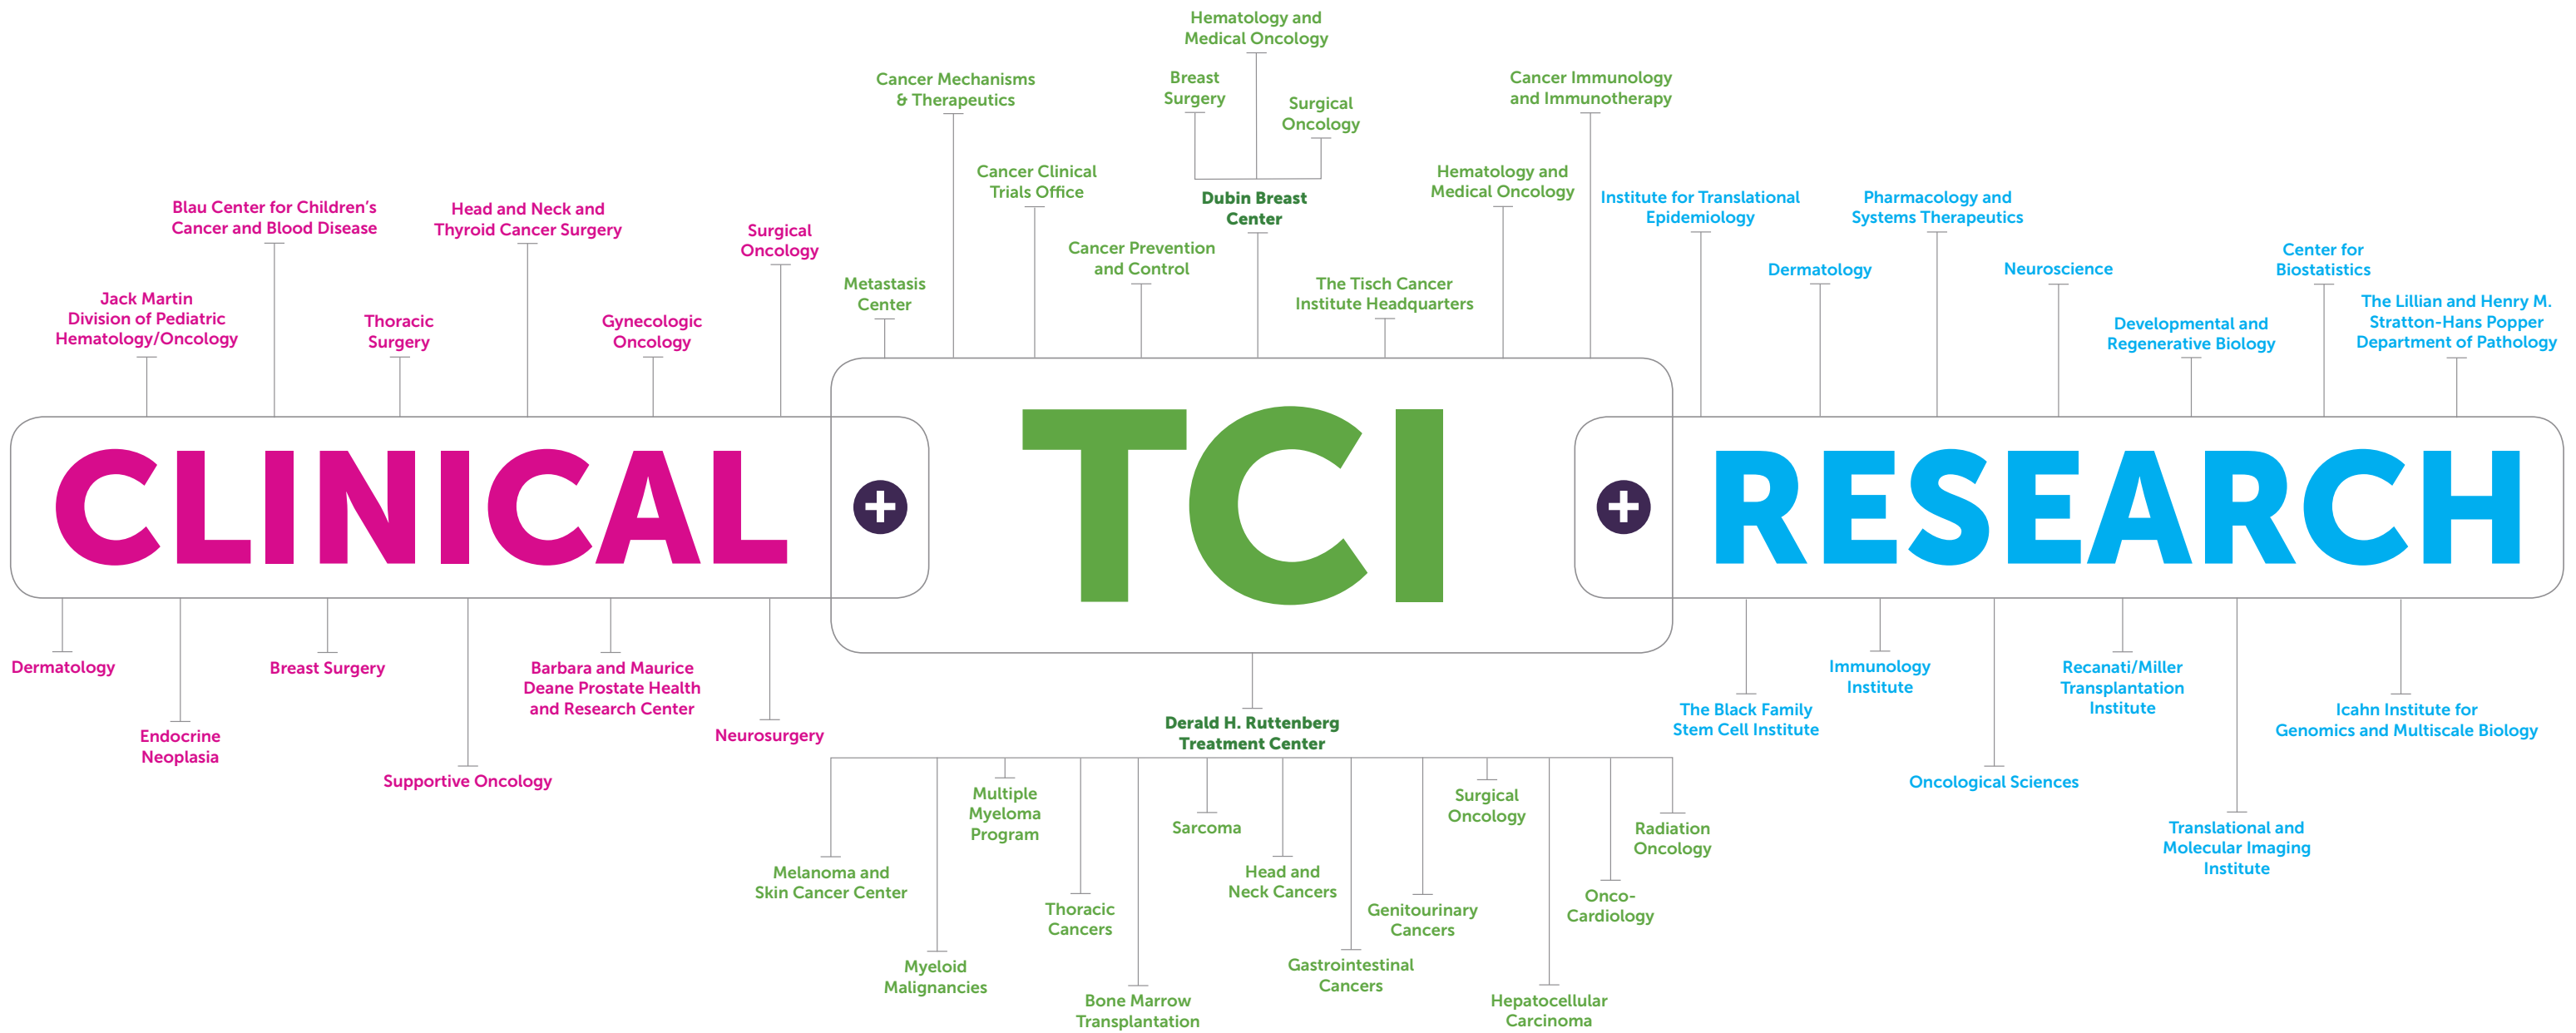 Hematology and
Medical Oncology
Breast
Surgery
Surgical
Oncology
Dubin Breast
Center
Cancer Mechanisms
& Therapeutics
Cancer Clinical
Trials Office
Cancer Prevention
and Control
Metastasis
Center
The Tisch Cancer
Institute Headquarters
Hematology and
Medical Oncology
Cancer Immunology
and Immunotherapy
Jack Martin
Division of Pediatric
Hematology/Oncology
Blau Center for Children's
Cancer and Blood Disease
Thoracic
Surgery
Head and Neck and
Thyroid Cancer Surgery
Gynecologic
Oncology
Surgical
Oncology
Institute for Translational
Epidemiology
Dermatology
Pharmacology and
Systems Therapeutics
Neuroscience
Developmental and
Regenerative Biology
Center for
Biostatistics
The Lillian and Henry M.
Stratton-Hans Popper
Department of Pathology
CLINICAL + TCI + RESEARCH
Dermatology
Endocrine
Neoplasia
Breast Surgery
Supportive Oncology
Barbara and Maurice
Deane Prostate Health
and Research Center
Neurosurgery
Derald H. Ruttenberg
Treatment Center
Melanoma and
Skin Cancer Center
Myeloid
Malignancies
Multiple
Myeloma
Program
Thoracic
Cancers
Bone Marrow
Transplantation
Sarcoma
Head and
Neck Cancers
Gastrointestinal
Cancers
Genitourinary
Cancers
Surgical
Oncology
Hepatocellular
Carcinoma
Onco-
Cardiology
Radiation
Oncology
The Black Family
Stem Cell Institute
Immunology
Institute
Oncological Sciences
Recanati/Miller
Transplantation
Institute
Translational and
Molecular Imaging
Institute
Icahn Institute for
Genomics and Multiscale Biology